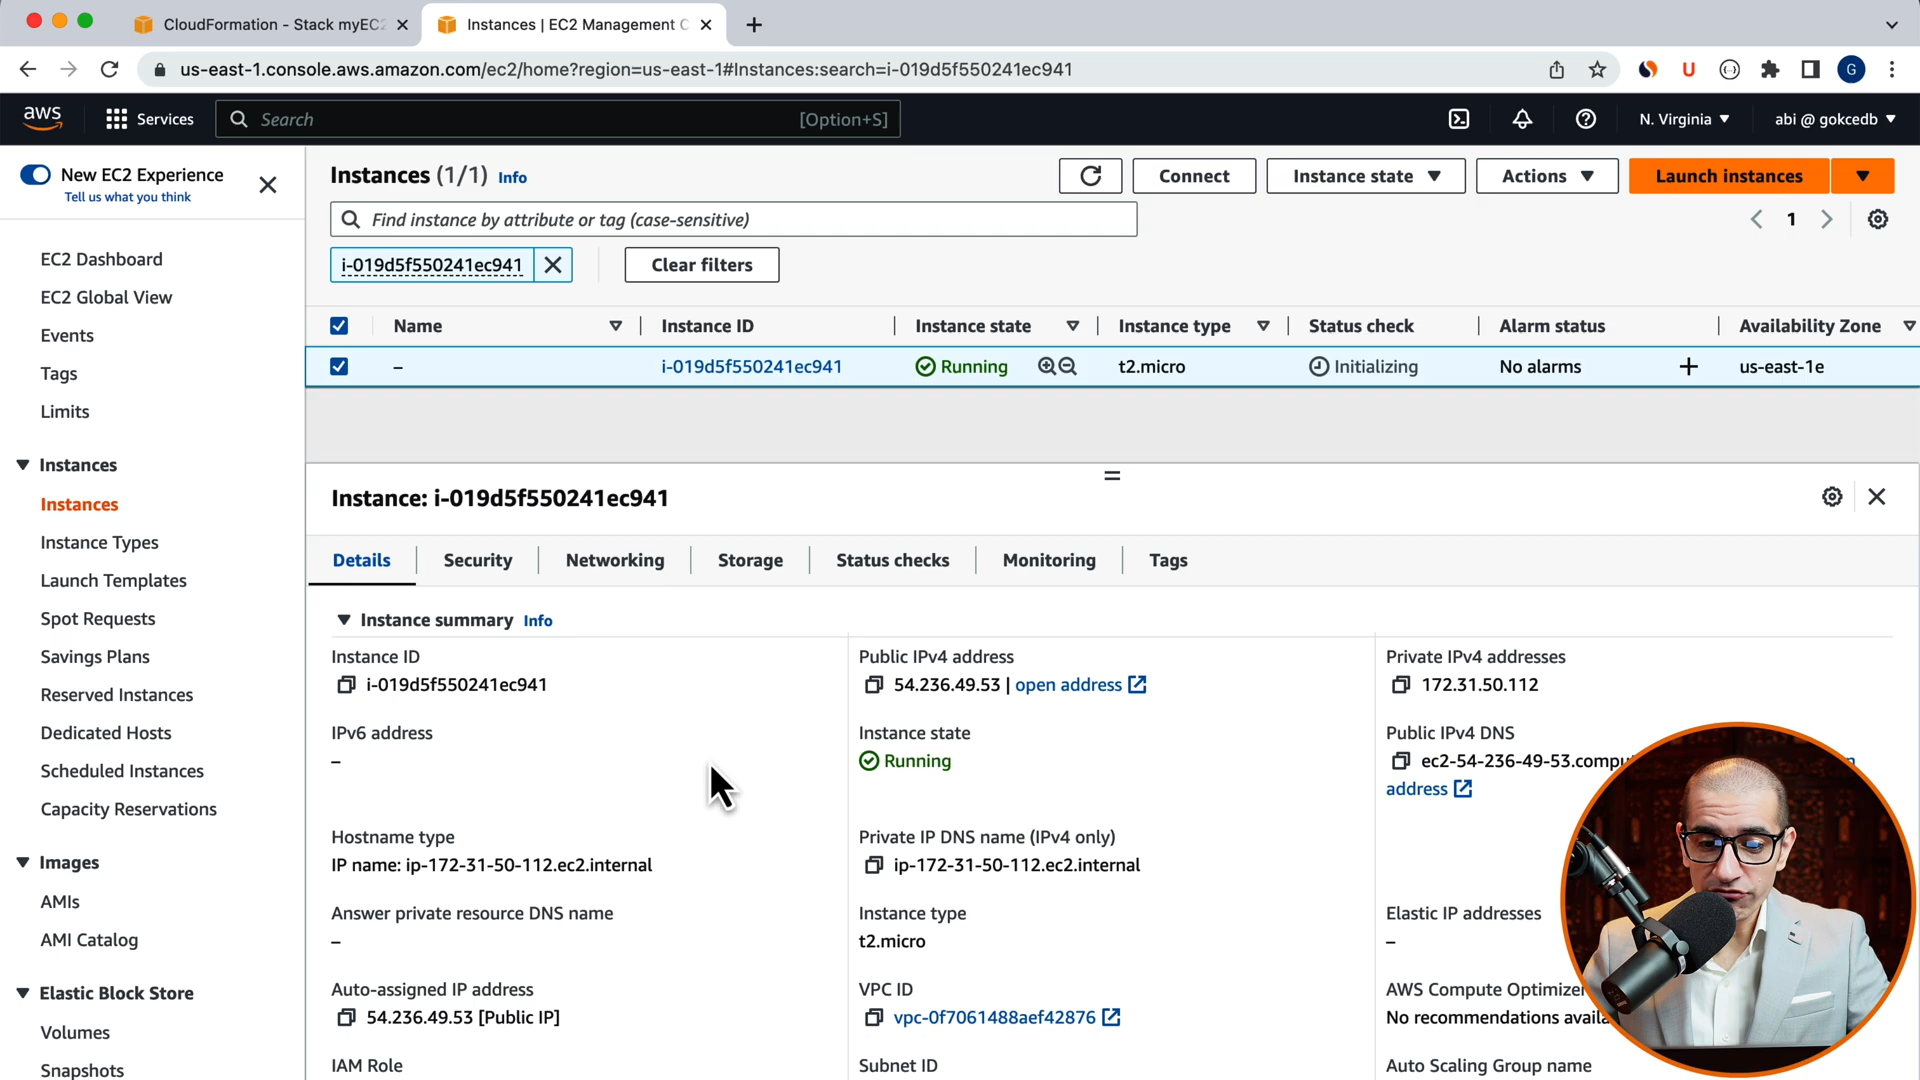 CloudFormation - Stack myEC2
Instances | EC2 Management C
us-east-1.console.aws.amazon.com/ec2/home?region=us-east-1#Instances:search=i-019d5f550241ec941
U
G
aws
Services
Search
[Option+S]
N. Virginia
abi @ gokcedb
New EC2 Experience
Tell us what you think
EC2 Dashboard
EC2 Global View
Events
Tags
Limits
Instances
Instances
Instance Types
Launch Templates
Spot Requests
Savings Plans
Reserved Instances
Dedicated Hosts
Scheduled Instances
Capacity Reservations
Images
AMIs
AMI Catalog
Elastic Block Store
Volumes
Snapshots
Instances (1/1) Info
Connect
Instance state
Actions
Launch instances
Find instance by attribute or tag (case-sensitive)
1
i-019d5f550241ec941
Clear filters
Name Instance ID Instance state Instance type Status check Alarm status Availability Zone
– i-019d5f550241ec941 Running t2.micro Initializing No alarms + us-east-1e
Instance: i-019d5f550241ec941
Details Security Networking Storage Status checks Monitoring Tags
Instance summary Info
Instance ID
i-019d5f550241ec941
Public IPv4 address
54.236.49.53 | open address
Private IPv4 addresses
172.31.50.112
IPv6 address
–
Instance state
Running
Public IPv4 DNS
ec2-54-236-49-53.compu
address
Hostname type
IP name: ip-172-31-50-112.ec2.internal
Private IP DNS name (IPv4 only)
ip-172-31-50-112.ec2.internal
Answer private resource DNS name
–
Instance type
t2.micro
Elastic IP addresses
–
Auto-assigned IP address
54.236.49.53 [Public IP]
VPC ID
vpc-0f7061488aef42876
AWS Compute Optimizer
No recommendations availa
IAM Role
Subnet ID
Auto Scaling Group name